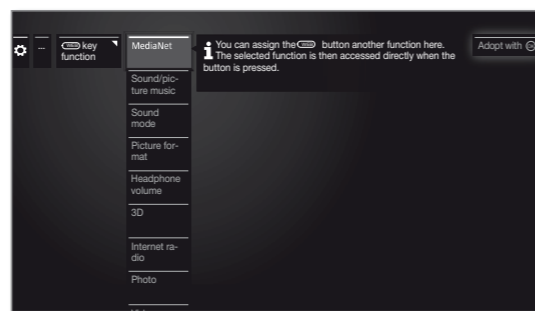 ... key
function
MediaNet
You can assign the button another function here.
The selected function is then accessed directly when the
button is pressed.
Adopt with
Sound/pic-
ture music
Sound
mode
Picture for-
mat
Headphone
volume
3D
Internet ra-
dio
Photo